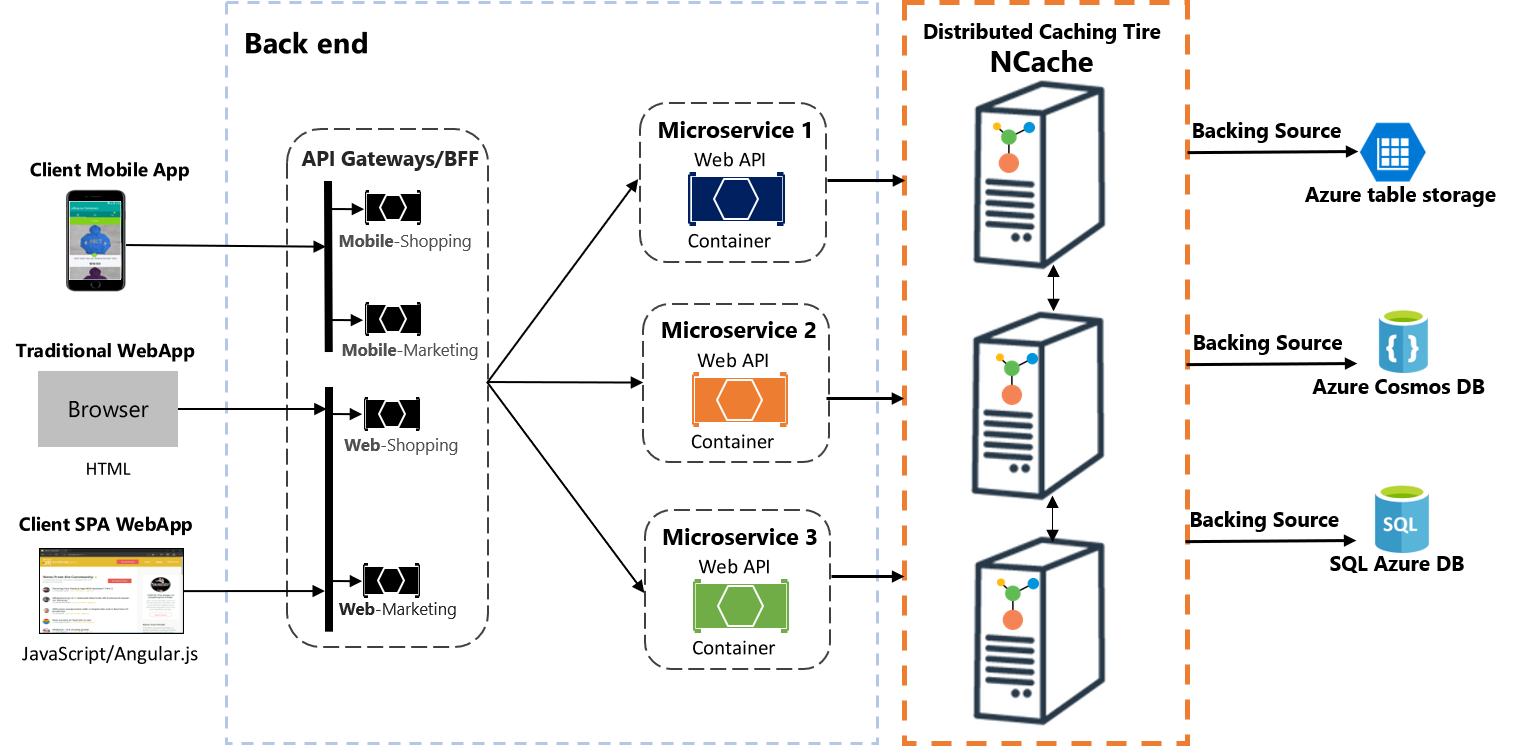 Back end
Distributed Caching Tire
NCache
Client Mobile App
Traditional WebApp
Browser
HTML
Client SPA WebApp
JavaScript/Angular.js
API Gateways/BFF
Mobile-Shopping
Mobile-Marketing
Web-Shopping
Web-Marketing
Microservice 1
Web API
Container
Microservice 2
Web API
Container
Microservice 3
Web API
Container
Backing Source
Azure table storage
Backing Source
{ }
Azure Cosmos DB
Backing Source
SQL
SQL Azure DB